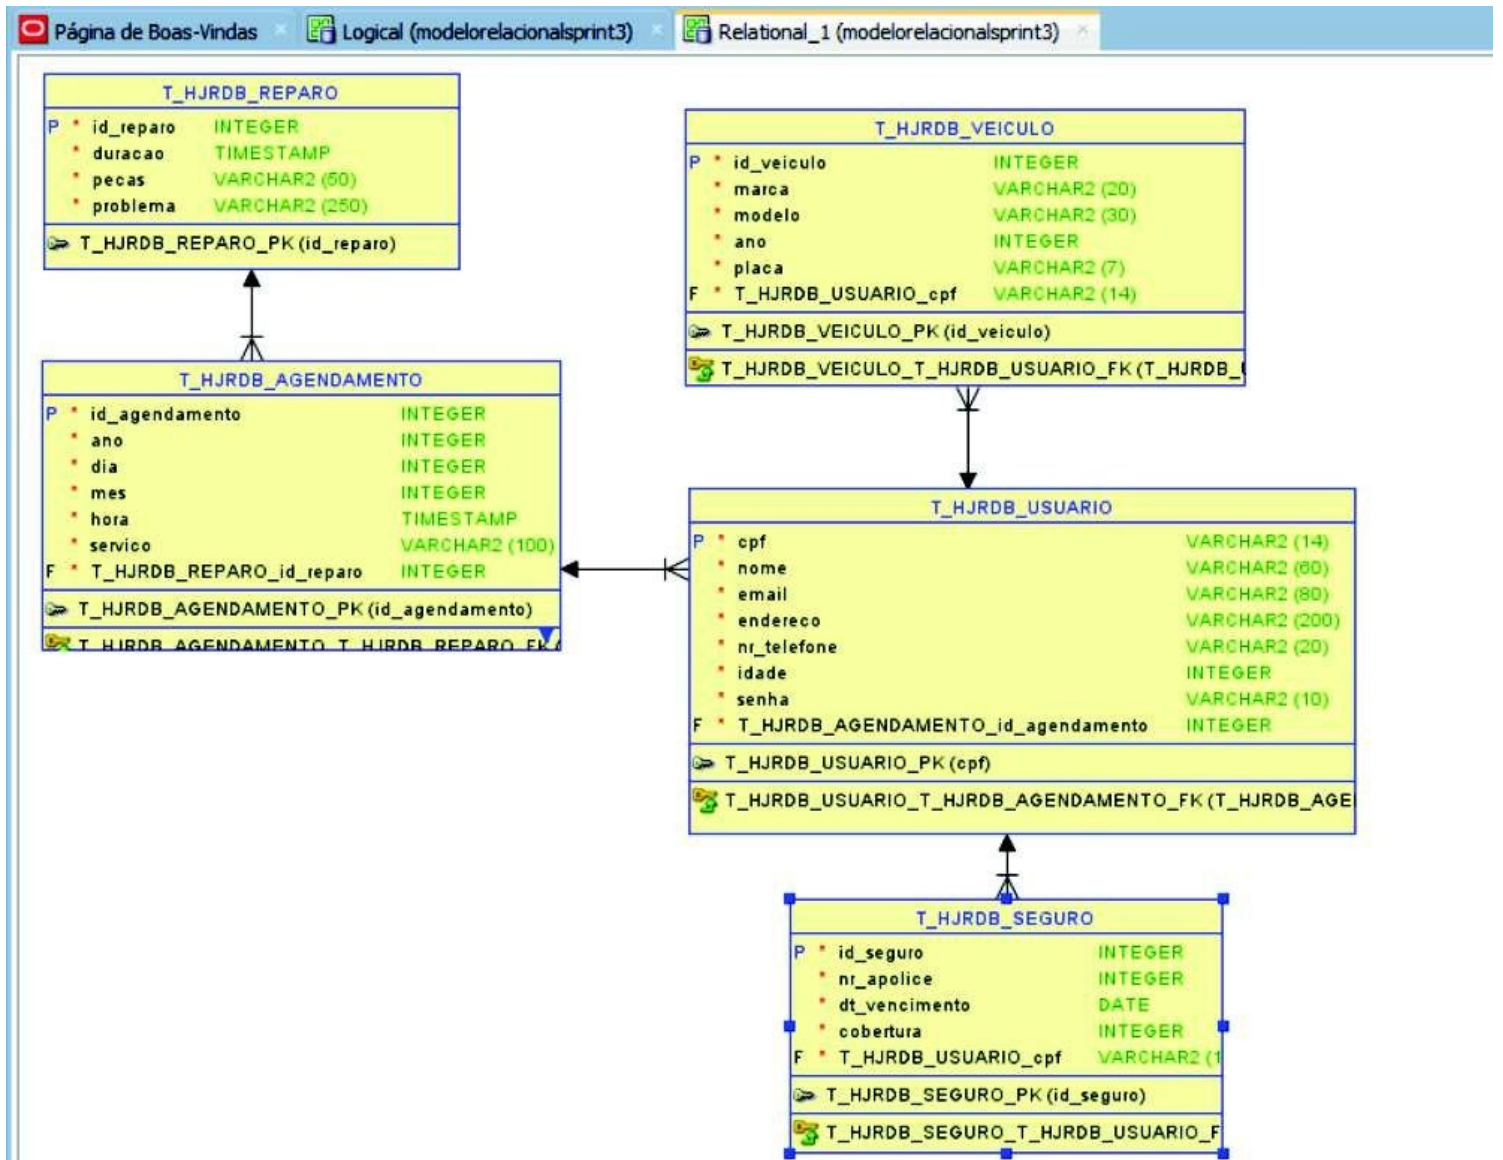 Página de Boas-Vindas
Logical (modelorelacionalsprint3)
Relational_1 (modelorelacionalsprint3)
T_HJRDB_REPARO
P * id_reparo INTEGER
* duracao TIMESTAMP
* pecas VARCHAR2 (50)
* problema VARCHAR2 (250)
T_HJRDB_REPARO_PK (id_reparo)
T_HJRDB_VEICULO
P * id_veiculo INTEGER
* marca VARCHAR2 (20)
* modelo VARCHAR2 (30)
* ano INTEGER
* placa VARCHAR2 (7)
F * T_HJRDB_USUARIO_cpf VARCHAR2 (14)
T_HJRDB_VEICULO_PK (id_veiculo)
T_HJRDB_VEICULO_T_HJRDB_USUARIO_FK (T_HJRDB_
T_HJRDB_AGENDAMENTO
P * id_agendamento INTEGER
* ano INTEGER
* dia INTEGER
* mes INTEGER
* hora TIMESTAMP
* servico VARCHAR2 (100)
F * T_HJRDB_REPARO_id_reparo INTEGER
T_HJRDB_AGENDAMENTO_PK (id_agendamento)
T_HJRDB_AGENDAMENTO_T_HJRDB_REPARO_FK (
T_HJRDB_USUARIO
P * cpf VARCHAR2 (14)
* nome VARCHAR2 (60)
* email VARCHAR2 (80)
* endereco VARCHAR2 (200)
* nr_telefone VARCHAR2 (20)
* idade INTEGER
* senha VARCHAR2 (10)
F * T_HJRDB_AGENDAMENTO_id_agendamento INTEGER
T_HJRDB_USUARIO_PK (cpf)
T_HJRDB_USUARIO_T_HJRDB_AGENDAMENTO_FK (T_HJRDB_AGE
T_HJRDB_SEGURO
P * id_seguro INTEGER
* nr_apolice INTEGER
* dt_vencimento DATE
* cobertura INTEGER
F * T_HJRDB_USUARIO_cpf VARCHAR2 (1
T_HJRDB_SEGURO_PK (id_seguro)
T_HJRDB_SEGURO_T_HJRDB_USUARIO_F